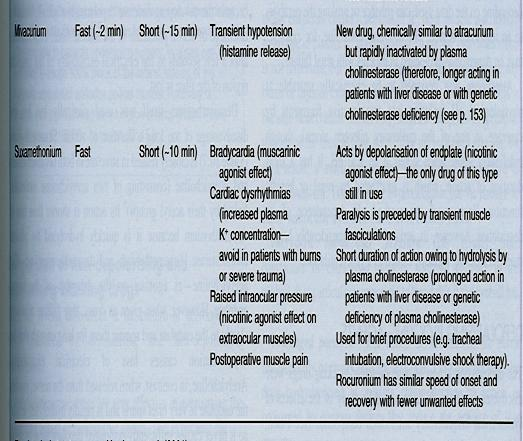 Mivacurium Fast (~2 min) Short (~15 min) Transient hypotension New drug, chemically similar to atracurium
(histamine release) but rapidly inactivated by plasma
cholinesterase (therefore, longer acting in
patients with liver disease or with genetic
cholinesterase deficiency (see p. 153)
Suxamethonium Fast Short (~10 min) Bradycardia (muscarinic Acts by depolarisation of endplate (nicotinic
agonist effect) agonist effect)—the only drug of this type
Cardiac dysrhythmias still in use
(increased plasma Paralysis is preceded by transient muscle
K⁺ concentration— fasciculations
avoid in patients with burns Short duration of action owing to hydrolysis by
or severe trauma) plasma cholinesterase (prolonged action in
Raised intraocular pressure patients with liver disease or genetic
(nicotinic agonist effect on deficiency of plasma cholinesterase)
extraocular muscles) Used for brief procedures (e.g. tracheal
Postoperative muscle pain intubation, electroconvulsive shock therapy).
Rocuronium has similar speed of onset and
recovery with fewer unwanted effects